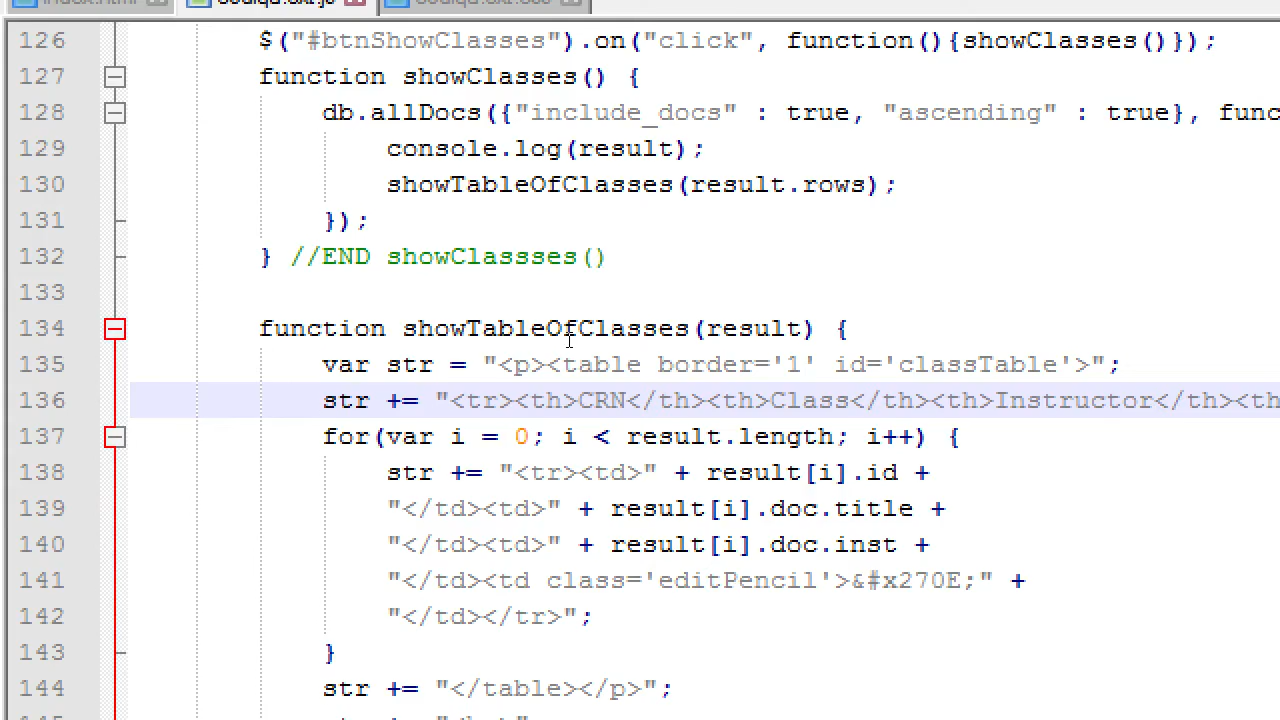 126 $("#btnShowClasses").on("click", function(){showClasses()});
127 function showClasses() {
128 db.allDocs({"include_docs" : true, "ascending" : true}, func
129 console.log(result);
130 showTableOfClasses(result.rows);
131 });
132 } //END showClassses()
133
134 function showTableOfClasses(result) {
135 var str = "<p><table border='1' id='classTable'>";
136 str += "<tr><th>CRN</th><th>Class</th><th>Instructor</th><th
137 for(var i = 0; i < result.length; i++) {
138 str += "<tr><td>" + result[i].id +
139 "</td><td>" + result[i].doc.title +
140 "</td><td>" + result[i].doc.inst +
141 "</td><td class='editPencil'>&#x270E;" +
142 "</td></tr>";
143 }
144 str += "</table></p>";